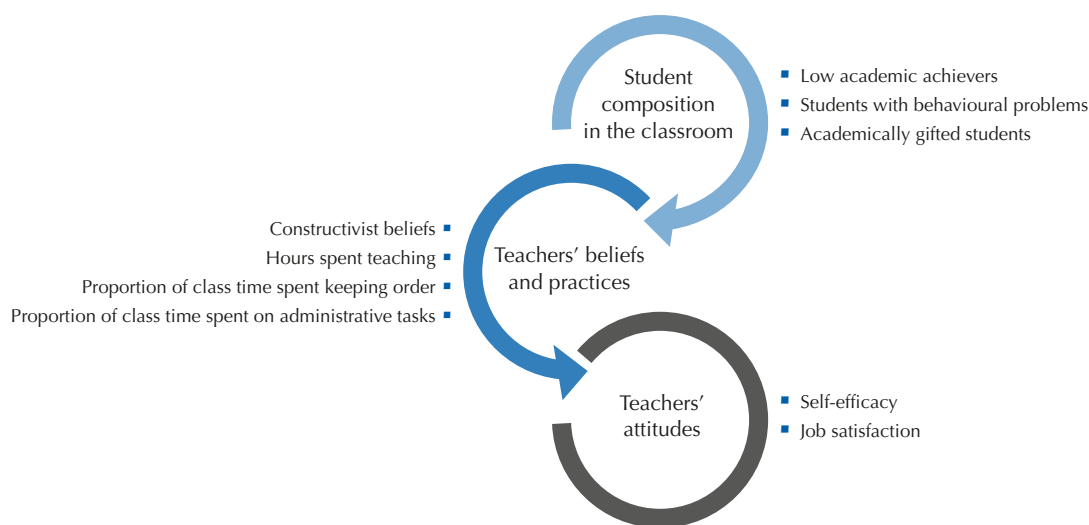 Student
composition
in the classroom
▪ Low academic achievers
▪ Students with behavioural problems
▪ Academically gifted students
Constructivist beliefs ▪
Hours spent teaching ▪
Proportion of class time spent keeping order ▪
Proportion of class time spent on administrative tasks ▪
Teachers’ beliefs
and practices
Teachers’
attitudes
▪ Self-efficacy
▪ Job satisfaction